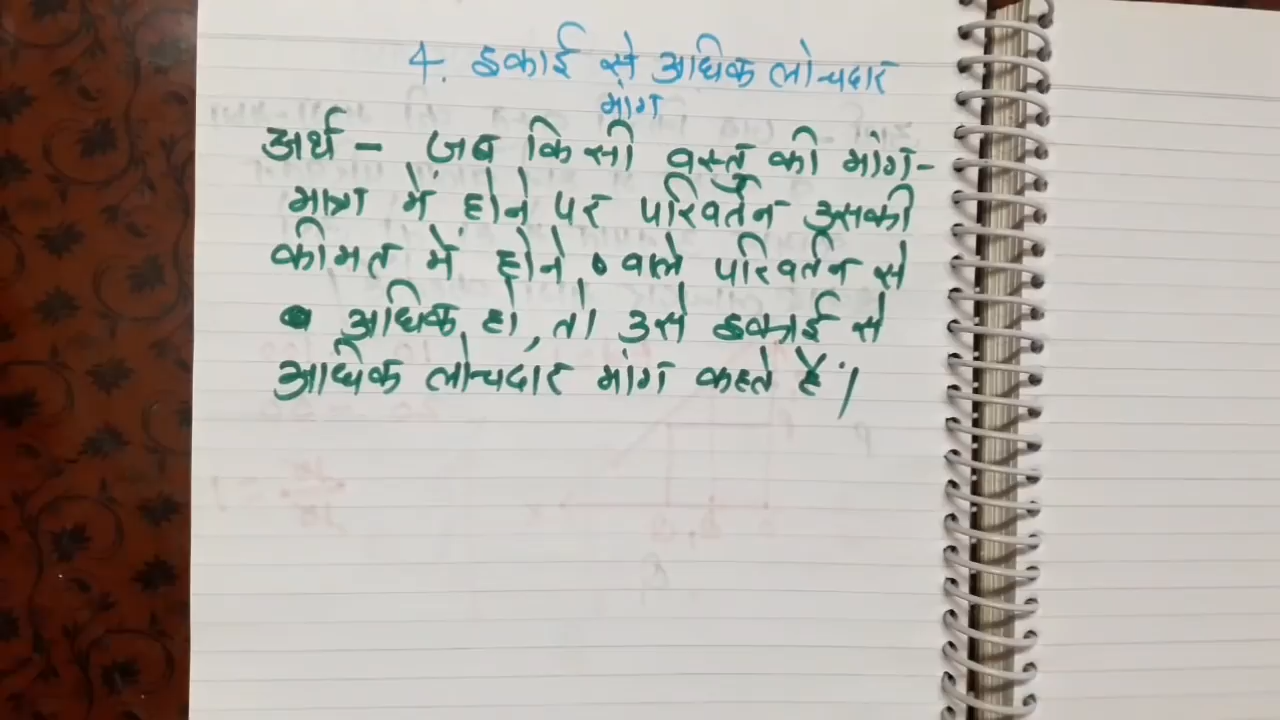 4. इकाई से अधिक लोचदार
मांग
अर्थ - जब किसी वस्तु की मांग-
मात्रा में होने पर परिवर्तन उसकी
कीमत में होने वाले परिवर्तन से
अधिक हो, तो उसे इकाई से
अधिक लोचदार मांग कहते हैं।